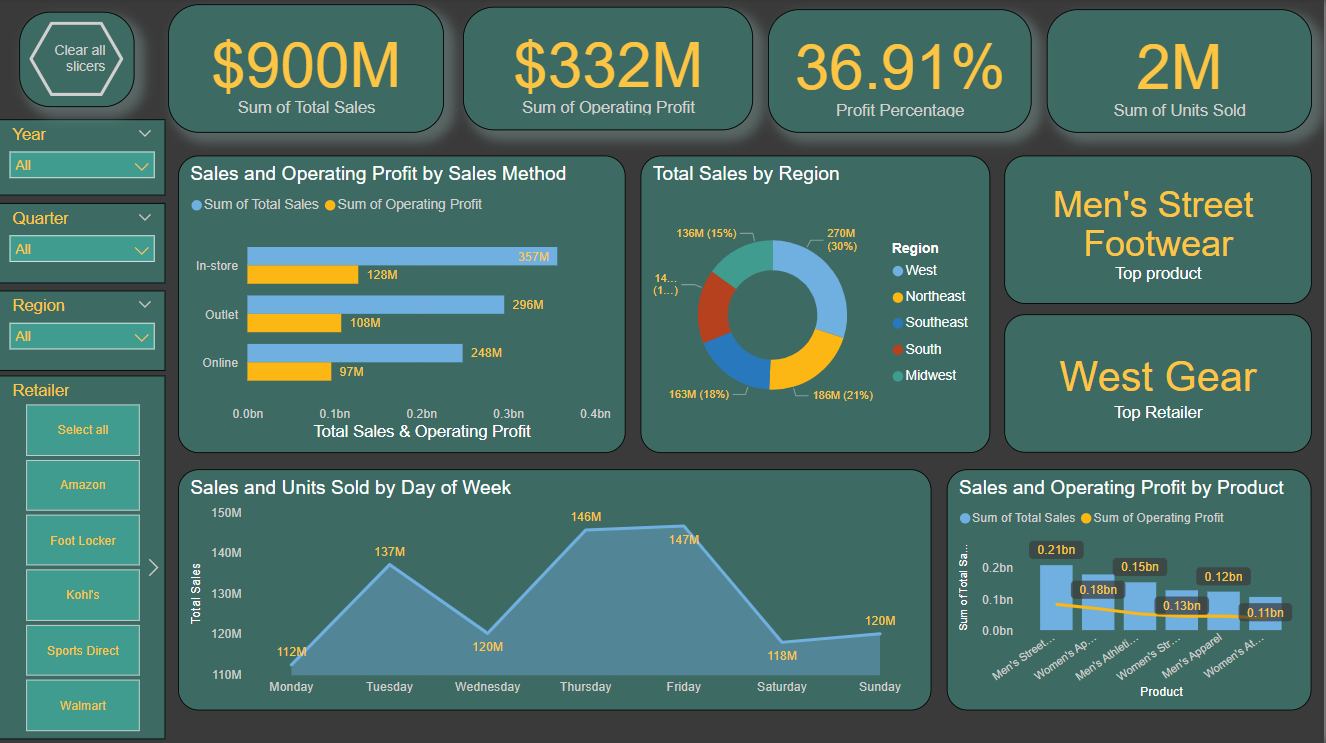 Clear all
slicers
$900M
Sum of Total Sales
$332M
Sum of Operating Profit
36.91%
Profit Percentage
2M
Sum of Units Sold
Year
All
Quarter
All
Region
All
Retailer
Select all
Amazon
Foot Locker
Kohl's
Sports Direct
Walmart
Sales and Operating Profit by Sales Method
Sum of Total Sales
Sum of Operating Profit
In-store
357M
128M
Outlet
296M
108M
Online
248M
97M
0.0bn
0.1bn
0.2bn
0.3bn
0.4bn
Total Sales & Operating Profit
Total Sales by Region
136M (15%)
270M
(30%)
14...
(1...)
163M (18%)
186M (21%)
Region
West
Northeast
Southeast
South
Midwest
Men's Street
Footwear
Top product
West Gear
Top Retailer
Sales and Units Sold by Day of Week
Total Sales
150M
140M
130M
120M
110M
112M
137M
120M
146M
147M
118M
120M
Monday
Tuesday
Wednesday
Thursday
Friday
Saturday
Sunday
Sales and Operating Profit by Product
Sum of Total Sales
Sum of Operating Profit
Sum of Total Sa...
0.2bn
0.1bn
0.0bn
0.21bn
0.18bn
0.15bn
0.13bn
0.12bn
0.11bn
Men's Street...
Women's Ap...
Men's Athleti...
Women's Str...
Men's Apparel
Women's At...
Product